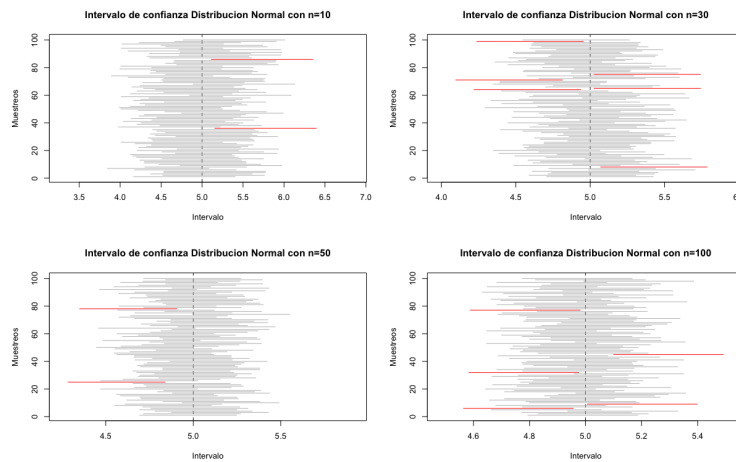 Intervalo de confianza Distribucion Normal con n=10
Muestreos
0 20 40 60 80 100
3.5 4.0 4.5 5.0 5.5 6.0 6.5 7.0
Intervalo
Intervalo de confianza Distribucion Normal con n=30
Muestreos
0 20 40 60 80 100
4.0 4.5 5.0 5.5
Intervalo
Intervalo de confianza Distribucion Normal con n=50
Muestreos
0 20 40 60 80 100
4.5 5.0 5.5
Intervalo
Intervalo de confianza Distribucion Normal con n=100
Muestreos
0 20 40 60 80 100
4.6 4.8 5.0 5.2 5.4
Intervalo